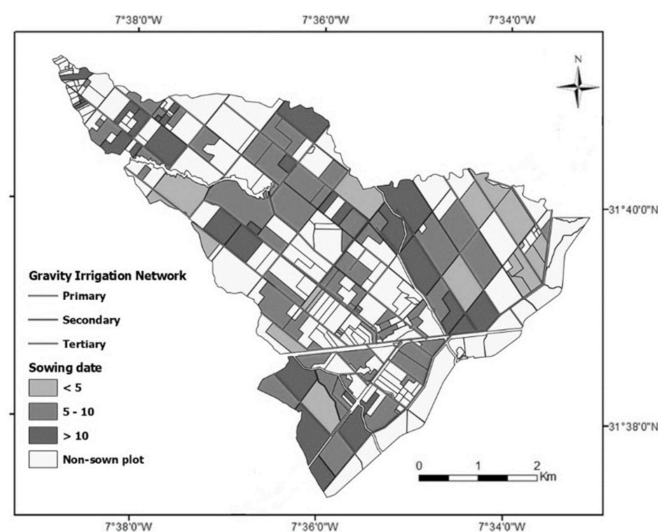 7°38'0"W 7°36'0"W 7°34'0"W
N
31°40'0"N
Gravity Irrigation Network
Primary
Secondary
Tertiary
Sowing date
< 5
5 - 10
> 10
Non-sown plot
31°38'0"N
0 1 2
Km
7°38'0"W 7°36'0"W 7°34'0"W